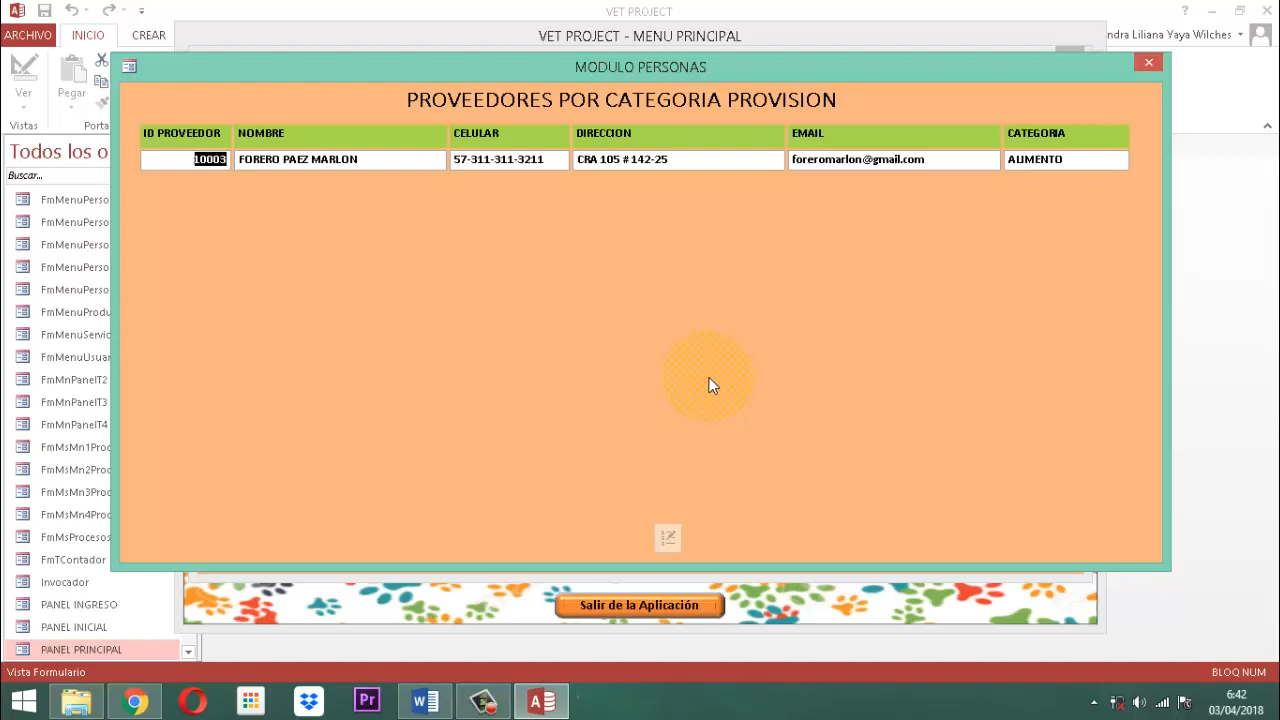 VET PROJECT
ARCHIVO INICIO CREAR
ndra Liliana Yaya Wilches
VET PROJECT - MENU PRINCIPAL
Ver
Pegar
Vistas
Porta
MODULO PERSONAS
PROVEEDORES POR CATEGORIA PROVISION
ID PROVEEDOR NOMBRE CELULAR DIRECCION EMAIL CATEGORIA
10003 FORERO PAEZ MARLON 57-311-311-3211 CRA 105 # 142-25 foreromarlon@gmail.com ALIMENTO
Todos los o
Buscar...
FmMenuPerso
FmMenuPerso
FmMenuPerso
FmMenuPerso
FmMenuPerso
FmMenuProdu
FmMenuServic
FmMenuUsuar
FmMnPanelT2
FmMnPanelT3
FmMnPanelT4
FmMsMn1Proc
FmMsMn2Proc
FmMsMn3Proc
FmMsMn4Proc
FmMsProcesos
FmTContador
Invocador
PANEL INGRESO
PANEL INICIAL
PANEL PRINCIPAL
Salir de la Aplicación
Vista Formulario
BLOQ NUM
Pr
6:42
03/04/2018